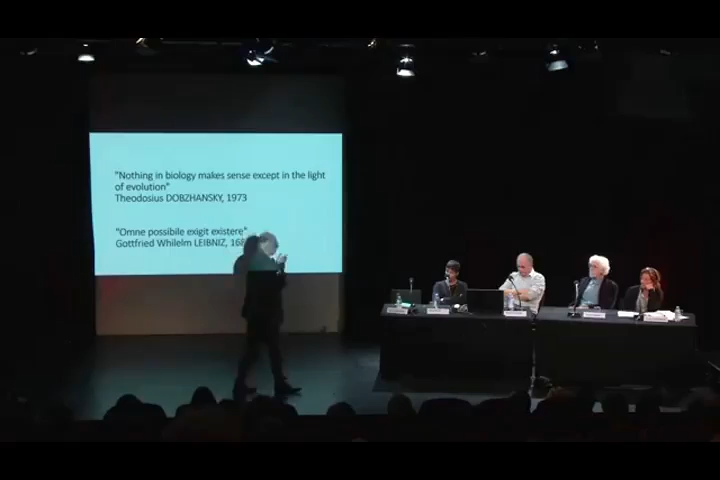 "Nothing in biology makes sense except in the light
of evolution"
Theodosius DOBZHANSKY, 1973
"Omne possibile exigit existere"
Gottfried Whilelm LEIBNIZ,